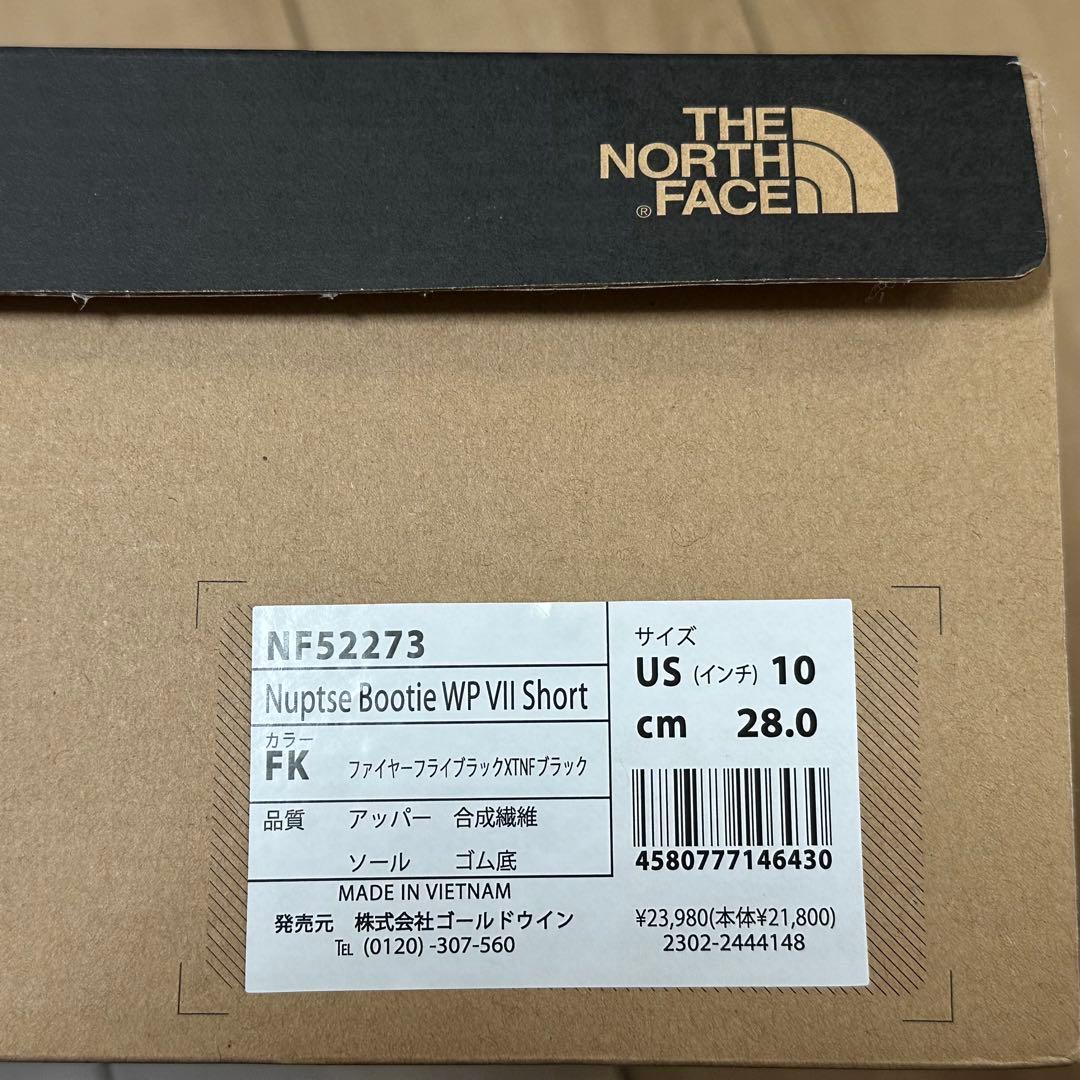 THE
NORTH
FACE
®
NF52273
Nuptse Bootie WP VII Short
カラー
FK ファイヤーフライブラックXTNFブラック
品質 アッパー 合成繊維
ソール ゴム底
MADE IN VIETNAM
発売元 株式会社ゴールドウイン
℡ (0120) -307-560
サイズ
US (インチ) 10
cm 28.0
4580777146430
¥23,980(本体¥21,800)
2302-2444148